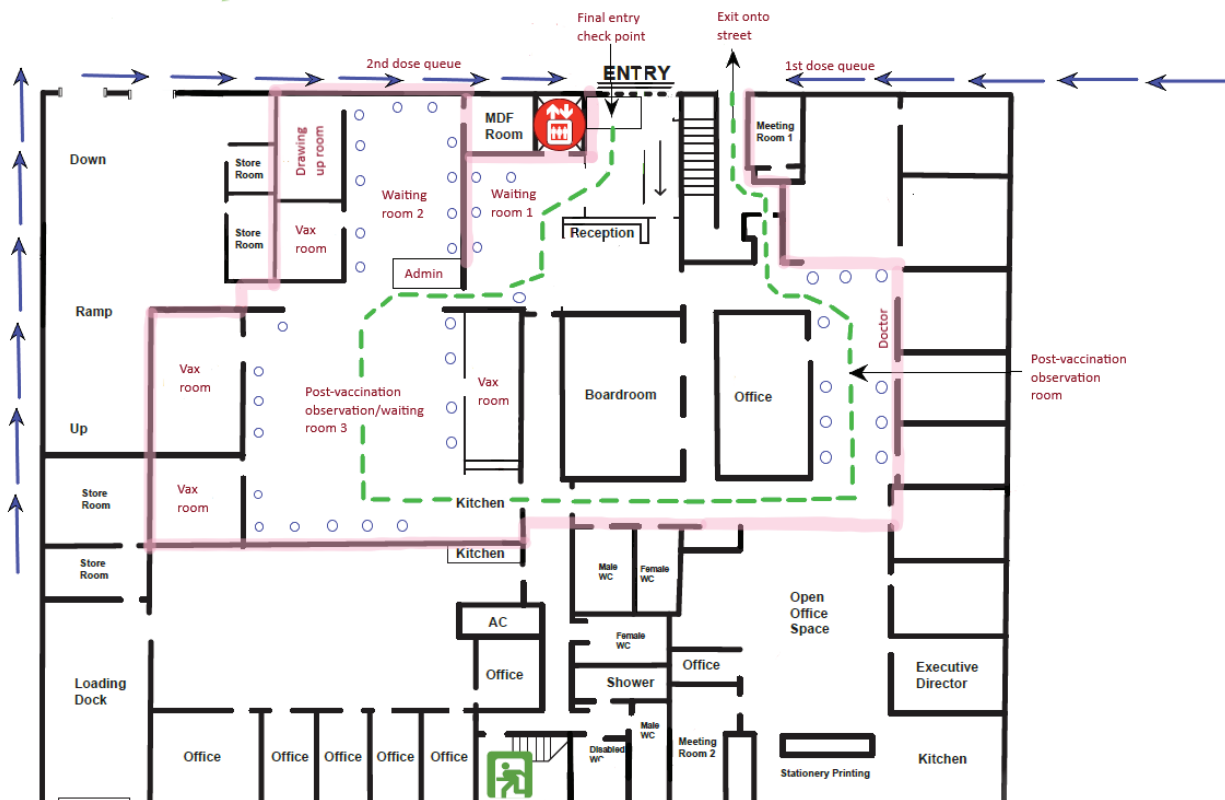 Final entry
check point
Exit onto
street
2nd dose queue
ENTRY
1st dose queue
Down
Store
Room
Drawing
up room
Waiting
room 2
MDF
Room
Waiting
room 1
Meeting
Room 1
Store
Room
Vax
room
Reception
Admin
Ramp
Up
Vax
room
Post-vaccination
observation/waiting
room 3
Vax
room
Boardroom
Office
Doctor
Post-vaccination
observation
room
Store
Room
Vax
room
Kitchen
Kitchen
Store
Room
Male
WC
Female
WC
Open
Office
Space
AC
Female
WC
Office
Office
Shower
Executive
Director
Loading
Dock
Male
WC
Office
Office
Office
Office
Office
Disabled
WC
Meeting
Room 2
Stationery Printing
Kitchen